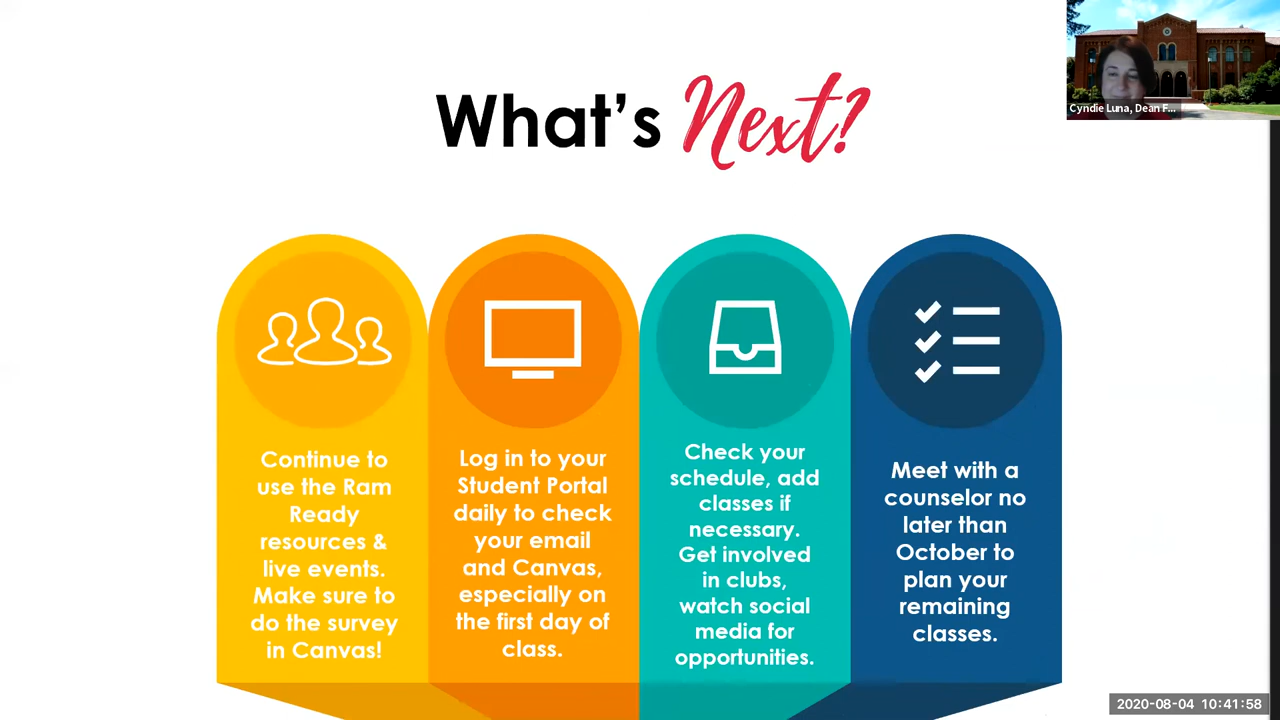 What's Next?
Cyndie Luna, Dean F...
Continue to
use the Ram
Ready
resources &
live events.
Make sure to
do the survey
in Canvas!
Log in to your
Student Portal
daily to check
your email
and Canvas,
especially on
the first day of
class.
Check your
schedule, add
classes if
necessary.
Get involved
in clubs,
watch social
media for
opportunities.
Meet with a
counselor no
later than
October to
plan your
remaining
classes.
2020-08-04 10:41:58